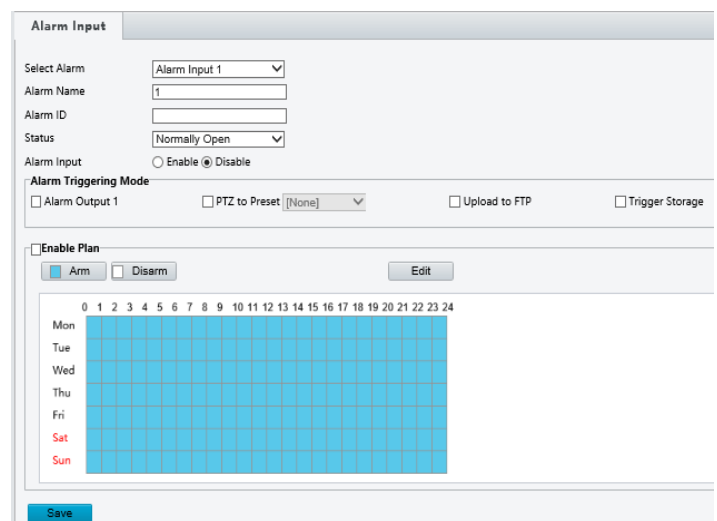 Alarm Input
Select Alarm Alarm Input 1
Alarm Name 1
Alarm ID
Status Normally Open
Alarm Input Enable Disable
Alarm Triggering Mode
Alarm Output 1 PTZ to Preset [None] Upload to FTP Trigger Storage
Enable Plan
Arm Disarm Edit
0 1 2 3 4 5 6 7 8 9 10 11 12 13 14 15 16 17 18 19 20 21 22 23 24
Mon
Tue
Wed
Thu
Fri
Sat
Sun
Save